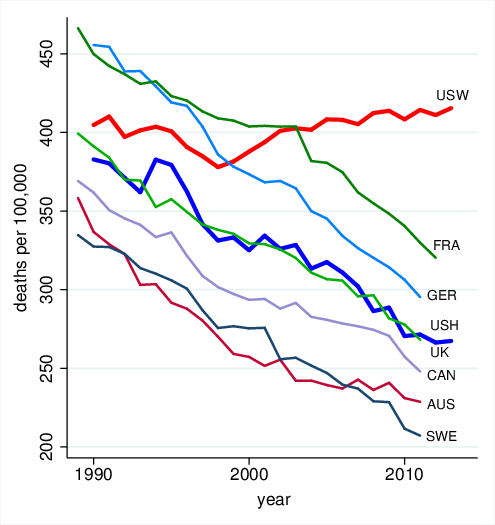 deaths per 100,000
450
400
350
300
250
200
USW
FRA
GER
USH
UK
CAN
AUS
SWE
1990
2000
2010
year